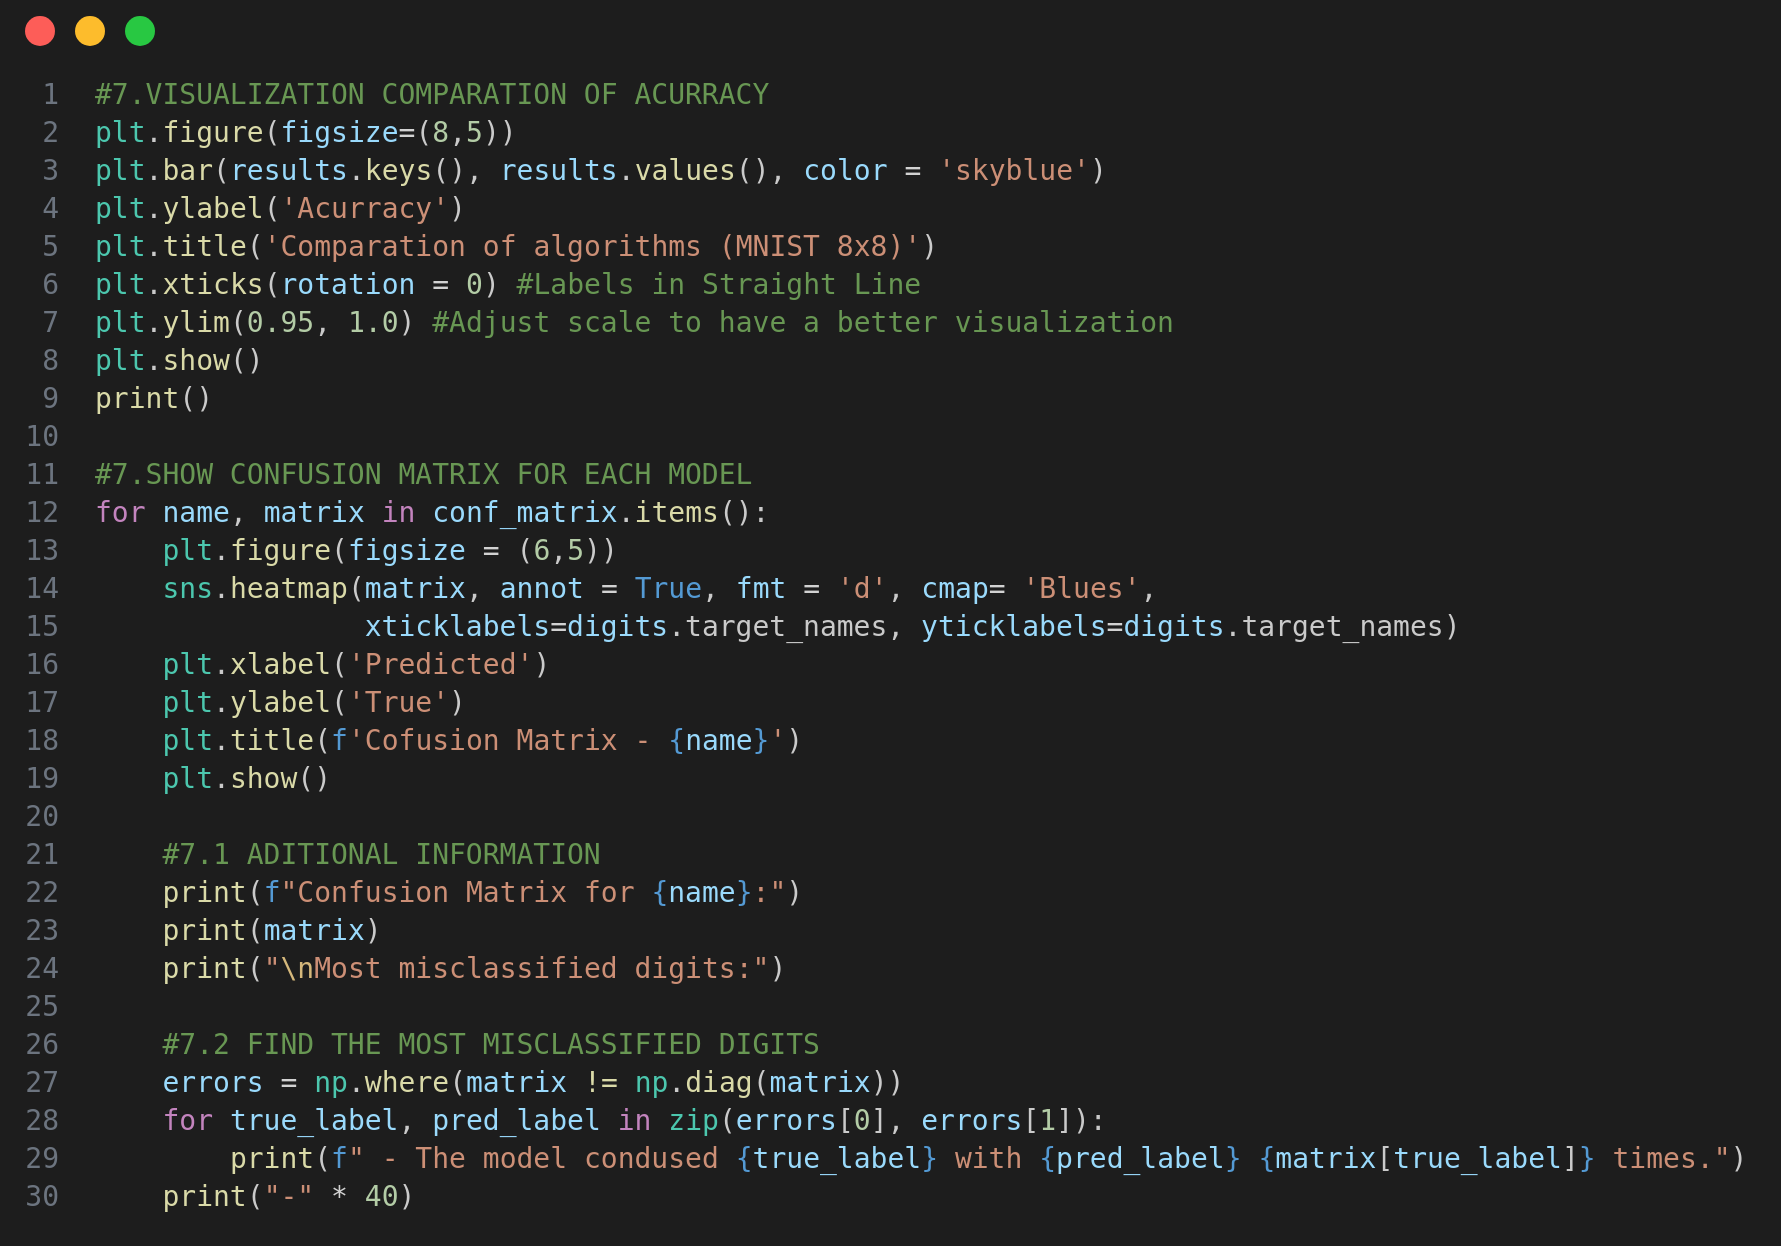 1 #7.VISUALIZATION COMPARATION OF ACURRACY
2 plt.figure(figsize=(8,5))
3 plt.bar(results.keys(), results.values(), color = 'skyblue')
4 plt.ylabel('Acurracy')
5 plt.title('Comparation of algorithms (MNIST 8x8)')
6 plt.xticks(rotation = 0) #Labels in Straight Line
7 plt.ylim(0.95, 1.0) #Adjust scale to have a better visualization
8 plt.show()
9 print()
10
11 #7.SHOW CONFUSION MATRIX FOR EACH MODEL
12 for name, matrix in conf_matrix.items():
13     plt.figure(figsize = (6,5))
14     sns.heatmap(matrix, annot = True, fmt = 'd', cmap= 'Blues',
15                 xticklabels=digits.target_names, yticklabels=digits.target_names)
16     plt.xlabel('Predicted')
17     plt.ylabel('True')
18     plt.title(f'Cofusion Matrix - {name}')
19     plt.show()
20
21     #7.1 ADITIONAL INFORMATION
22     print(f"Confusion Matrix for {name}:")
23     print(matrix)
24     print("\nMost misclassified digits:")
25
26     #7.2 FIND THE MOST MISCLASSIFIED DIGITS
27     errors = np.where(matrix != np.diag(matrix))
28     for true_label, pred_label in zip(errors[0], errors[1]):
29         print(f" - The model condused {true_label} with {pred_label} {matrix[true_label]} times.")
30     print("-" * 40)